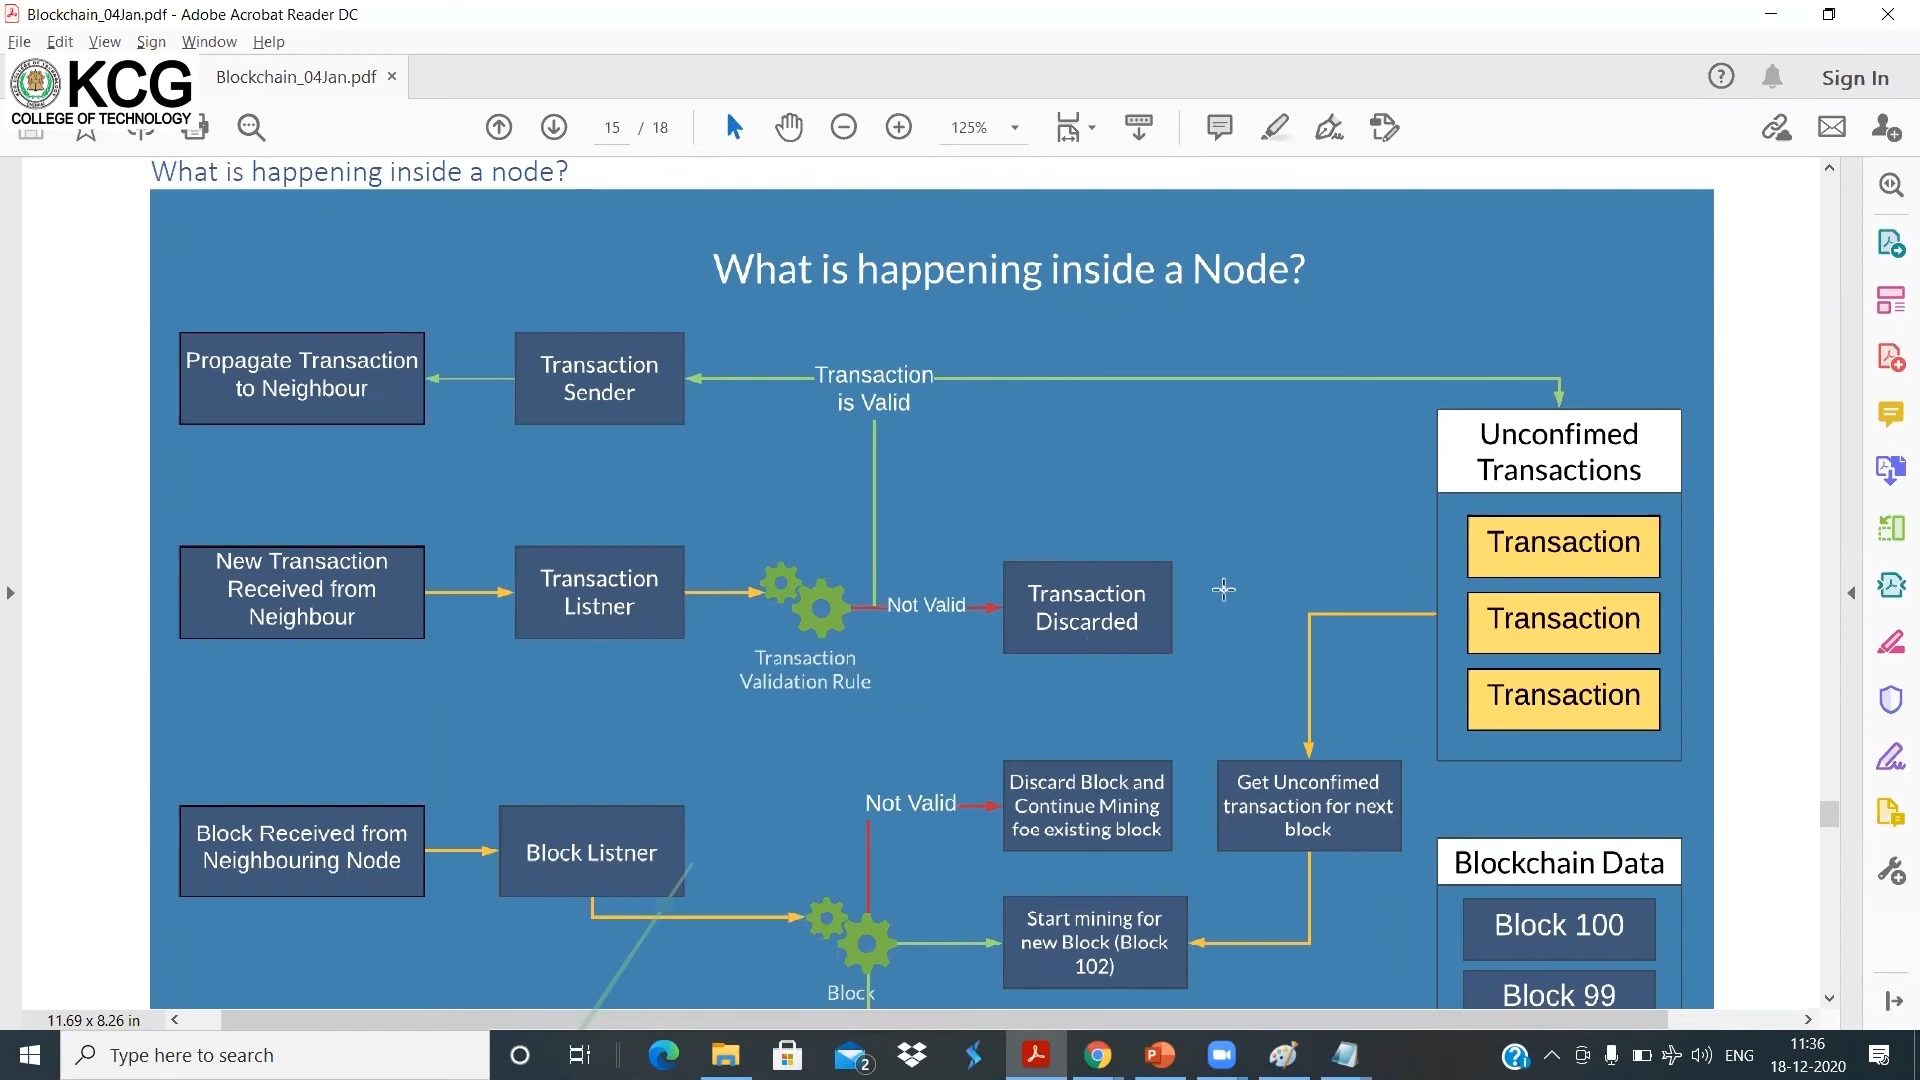 Blockchain_04Jan.pdf - Adobe Acrobat Reader DC
File Edit View Sign Window Help
KCG
COLLEGE OF TECHNOLOGY
Blockchain_04Jan.pdf
Sign In
15 / 18
125%
What is happening inside a node?
What is happening inside a Node?
Propagate Transaction
to Neighbour
Transaction
Sender
Transaction
is Valid
Unconfimed
Transactions
Transaction
Transaction
Transaction
New Transaction
Received from
Neighbour
Transaction
Listner
Not Valid
Transaction
Discarded
Transaction
Validation Rule
Not Valid
Discard Block and
Continue Mining
foe existing block
Get Unconfimed
transaction for next
block
Block Received from
Neighbouring Node
Block Listner
Blockchain Data
Block 100
Block 99
Start mining for
new Block (Block
102)
Block
11.69 x 8.26 in
Type here to search
2
ENG
11:36
18-12-2020